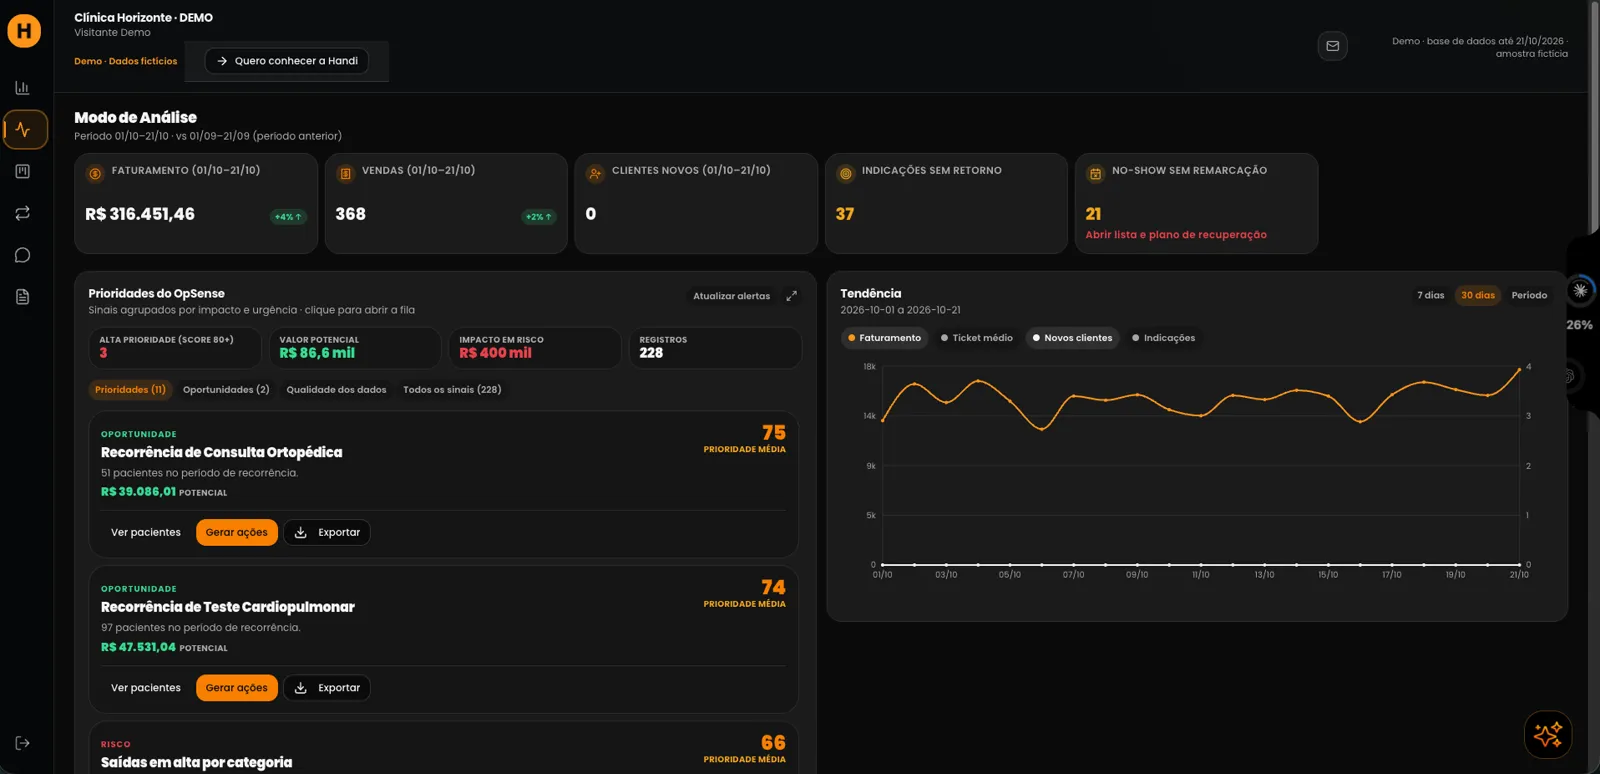 H
Clínica Horizonte · DEMO
Visitante Demo
Demo · Dados fictícios
Quero conhecer a Handi
Demo · base de dados até 21/10/2026 ·
amostra fictícia
Modo de Análise
Período 01/10–21/10 · vs 01/09–21/09 (período anterior)
FATURAMENTO (01/10–21/10)
R$ 316.451,46
+4% ↑
VENDAS (01/10–21/10)
368
+2% ↑
CLIENTES NOVOS (01/10–21/10)
0
INDICAÇÕES SEM RETORNO
37
NO-SHOW SEM REMARCAÇÃO
21
Abrir lista e plano de recuperação
Prioridades do OpSense
Sinais agrupados por impacto e urgência · clique para abrir a fila
Atualizar alertas
ALTA PRIORIDADE (SCORE 80+)
3
VALOR POTENCIAL
R$ 86,6 mil
IMPACTO EM RISCO
R$ 400 mil
REGISTROS
228
Prioridades (11)
Oportunidades (2)
Qualidade dos dados
Todos os sinais (228)
OPORTUNIDADE
Recorrência de Consulta Ortopédica
51 pacientes no período de recorrência.
R$ 39.086,01 POTENCIAL
75
PRIORIDADE MÉDIA
Ver pacientes
Gerar ações
Exportar
OPORTUNIDADE
Recorrência de Teste Cardiopulmonar
97 pacientes no período de recorrência.
R$ 47.531,04 POTENCIAL
74
PRIORIDADE MÉDIA
Ver pacientes
Gerar ações
Exportar
RISCO
Saídas em alta por categoria
66
PRIORIDADE MÉDIA
Tendência
2026-10-01 a 2026-10-21
7 dias
30 dias
Período
Faturamento
Ticket médio
Novos clientes
Indicações
18k
14k
9k
5k
0
4
3
2
1
0
01/10
03/10
05/10
07/10
09/10
11/10
13/10
15/10
17/10
19/10
21/10
26%